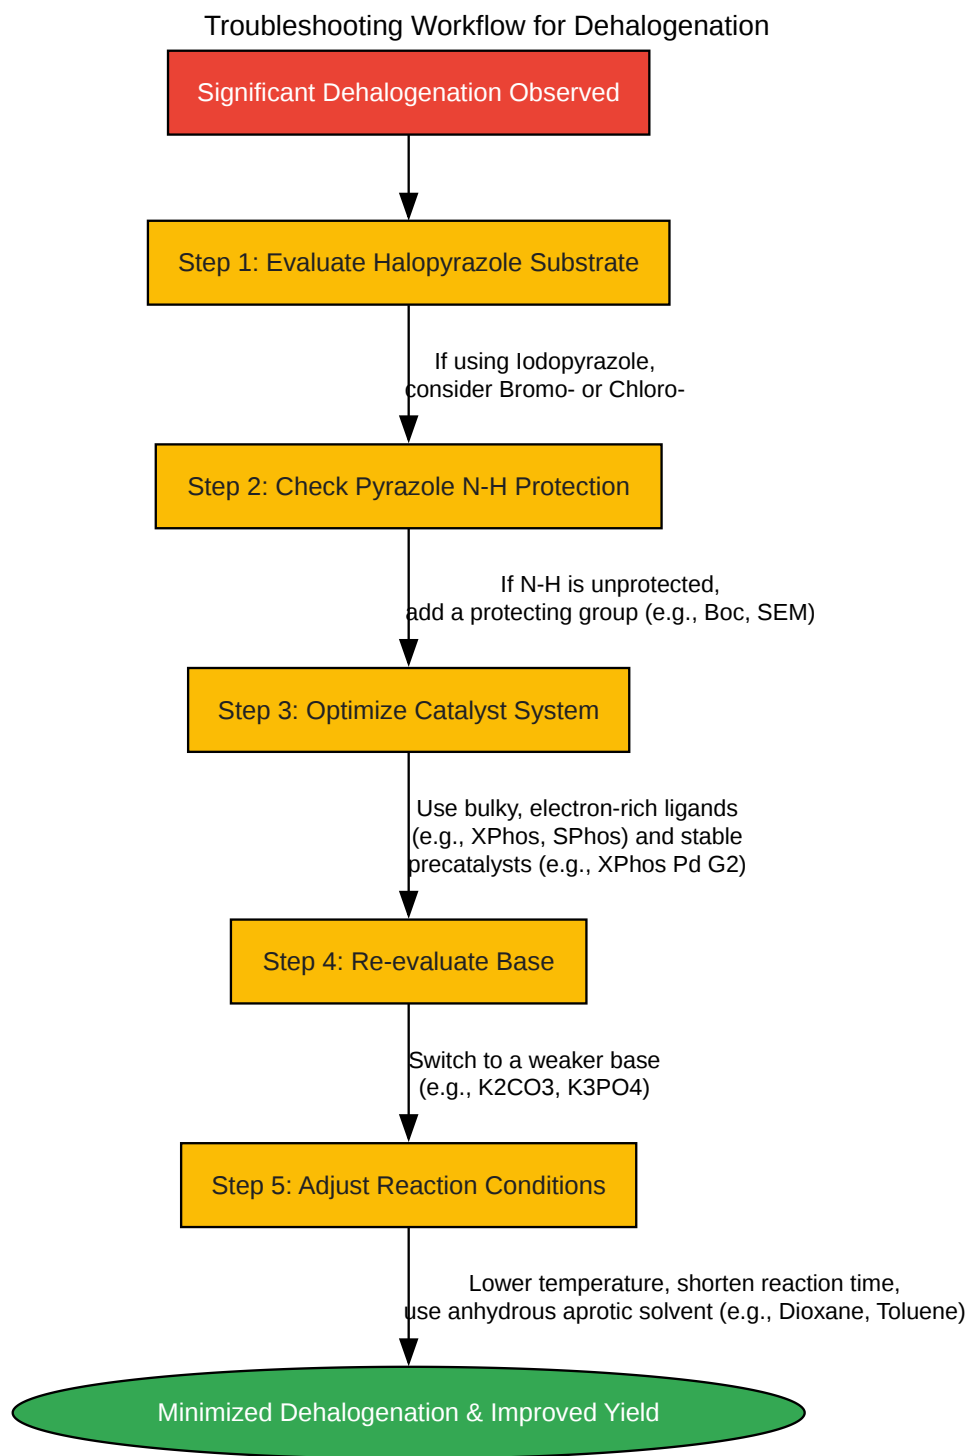 Troubleshooting Workflow for Dehalogenation
Significant Dehalogenation Observed
Step 1: Evaluate Halopyrazole Substrate
If using Iodopyrazole,
consider Bromo- or Chloro-
Step 2: Check Pyrazole N-H Protection
If N-H is unprotected,
add a protecting group (e.g., Boc, SEM)
Step 3: Optimize Catalyst System
Use bulky, electron-rich ligands
(e.g., XPhos, SPhos) and stable
precatalysts (e.g., XPhos Pd G2)
Step 4: Re-evaluate Base
Switch to a weaker base
(e.g., K2CO3, K3PO4)
Step 5: Adjust Reaction Conditions
Lower temperature, shorten reaction time,
use anhydrous aprotic solvent (e.g., Dioxane, Toluene)
Minimized Dehalogenation & Improved Yield